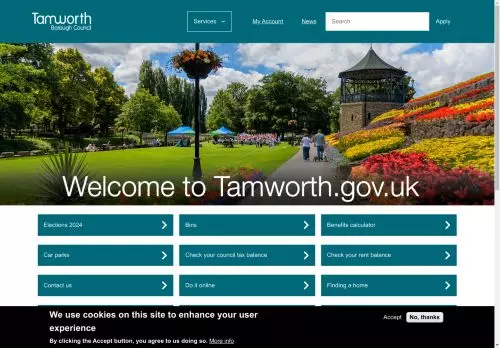 Tamworth
Borough Council
Services
My Account
News
Search
Apply
Welcome to Tamworth.gov.uk
Elections 2024
Bins
Benefits calculator
Car parks
Check your council tax balance
Check your rent balance
Contact us
Do it online
Finding a home
We use cookies on this site to enhance your user
experience
By clicking the Accept button, you agree to us doing so. More info
Accept
No, thanks